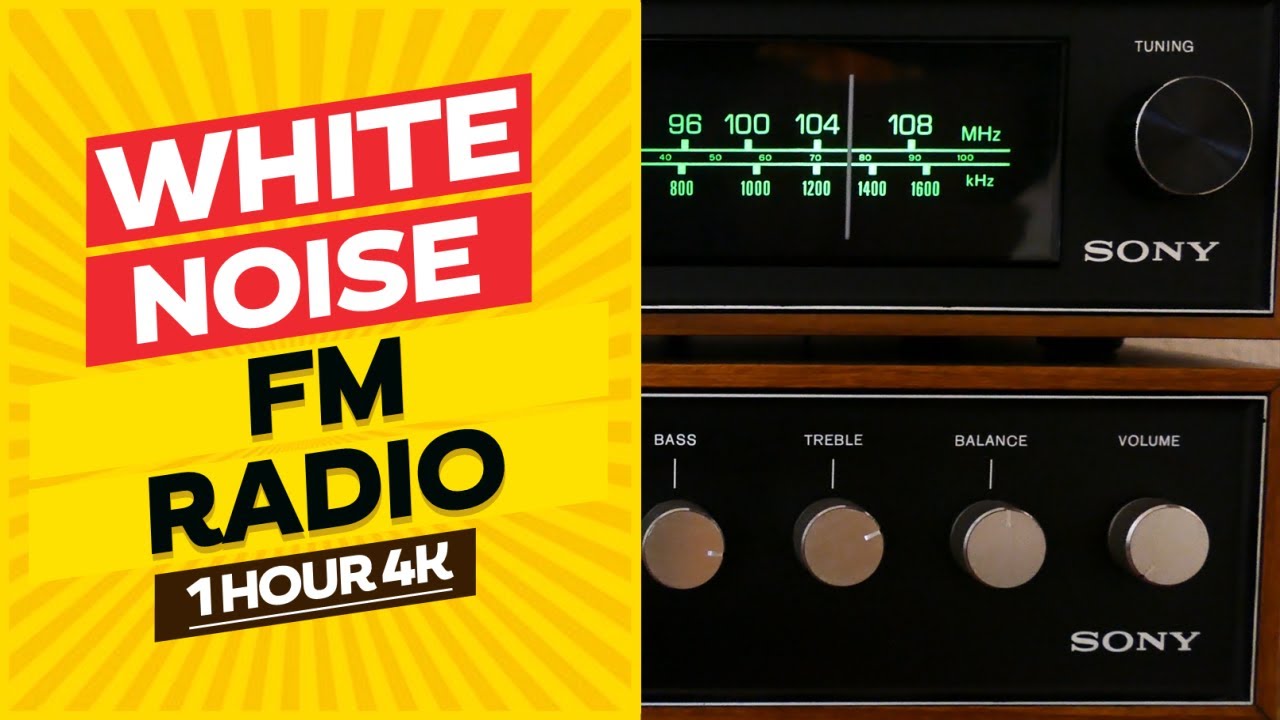 WHITE
NOISE
FM
RADIO
1 HOUR 4K
TUNING
96 100 104 108 MHz
40 50 60 70 80 90 100
800 1000 1200 1400 1600 kHz
SONY
BASS TREBLE BALANCE VOLUME
SONY